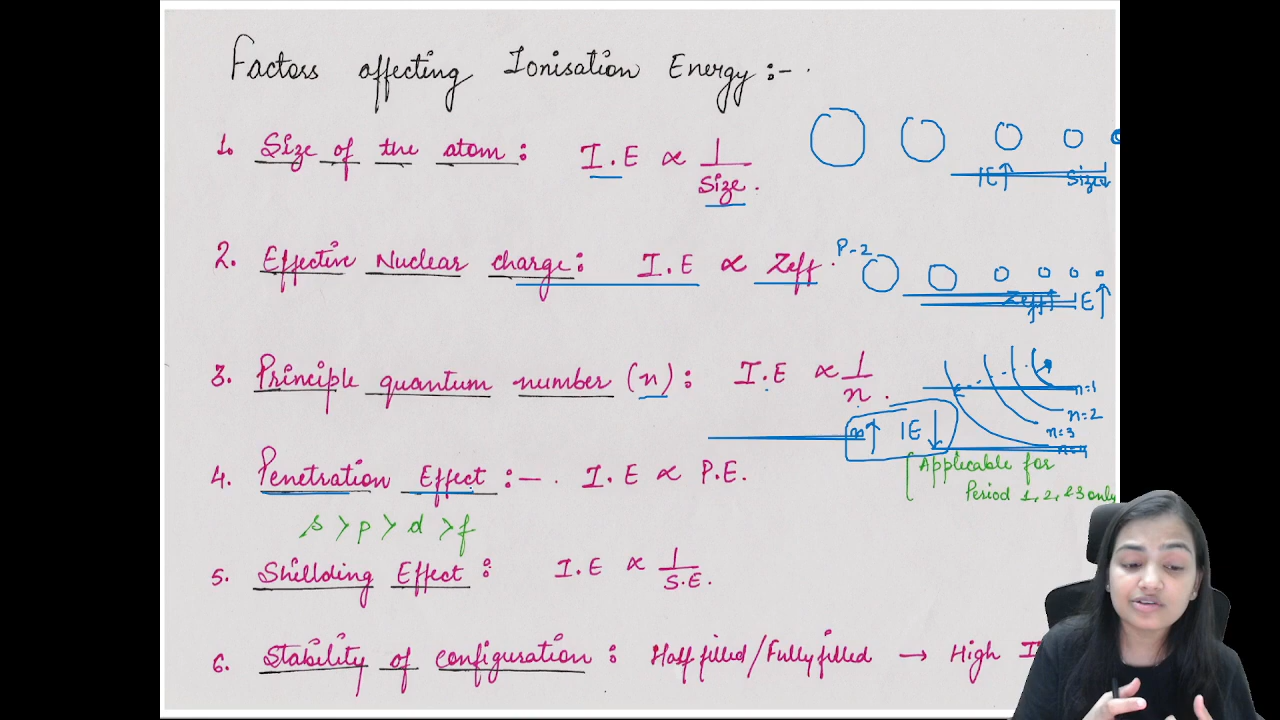 Factors affecting Ionisation Energy :- .
1. Size of the atom : I.E ∝ 1/Size .
IE↑ Size↓
2. Effective Nuclear charge : I.E ∝ Zeff .
P-2
Zeff↑ IE↑
3. Principle quantum number (n) : I.E ∝ 1/n .
n=1
n=2
n=3
n=4
n↑ IE↓
4. Penetration Effect :- . I.E ∝ P.E.
[Applicable for
Period 1, 2, & 3 only
s > p > d > f
5. Shillding Effect : I.E ∝ 1/S.E.
6. Stability of configuration : Half filled/Fully filled → High I